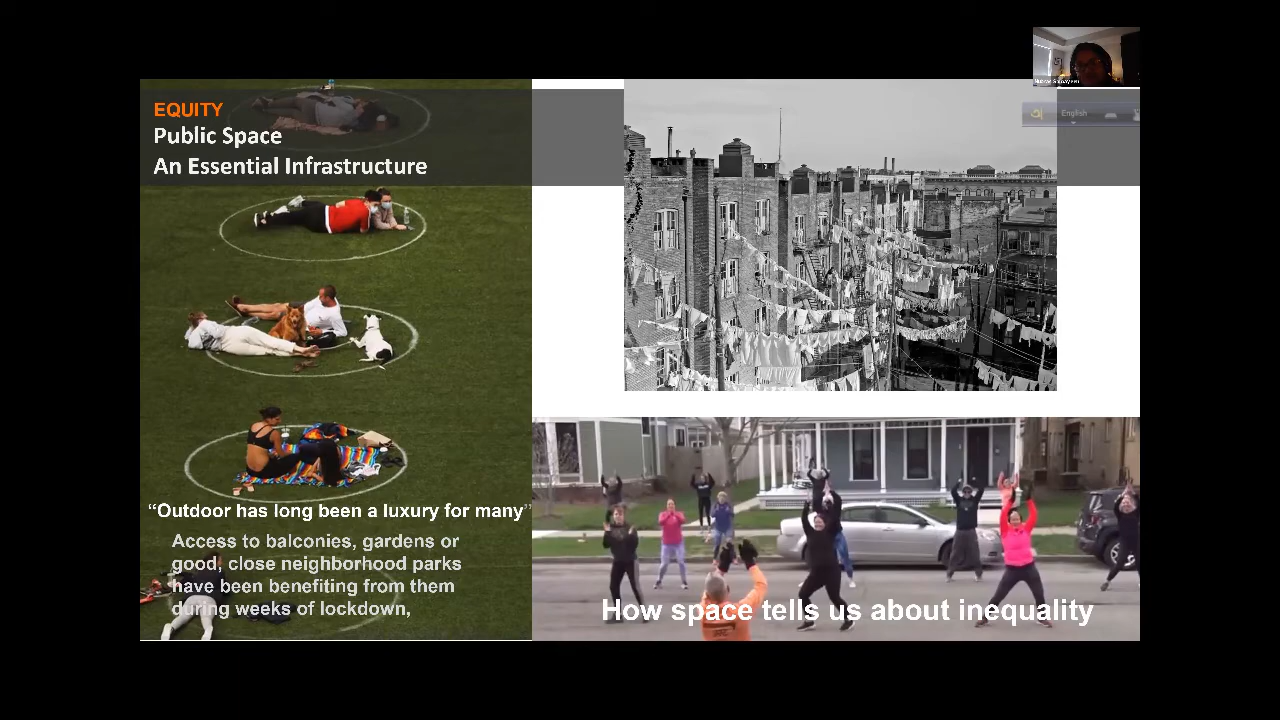 EQUITY
Public Space
An Essential Infrastructure
English
“Outdoor has long been a luxury for many”
Access to balconies, gardens or
good, close neighborhood parks
have been benefiting from them
during weeks of lockdown,
How space tells us about inequality